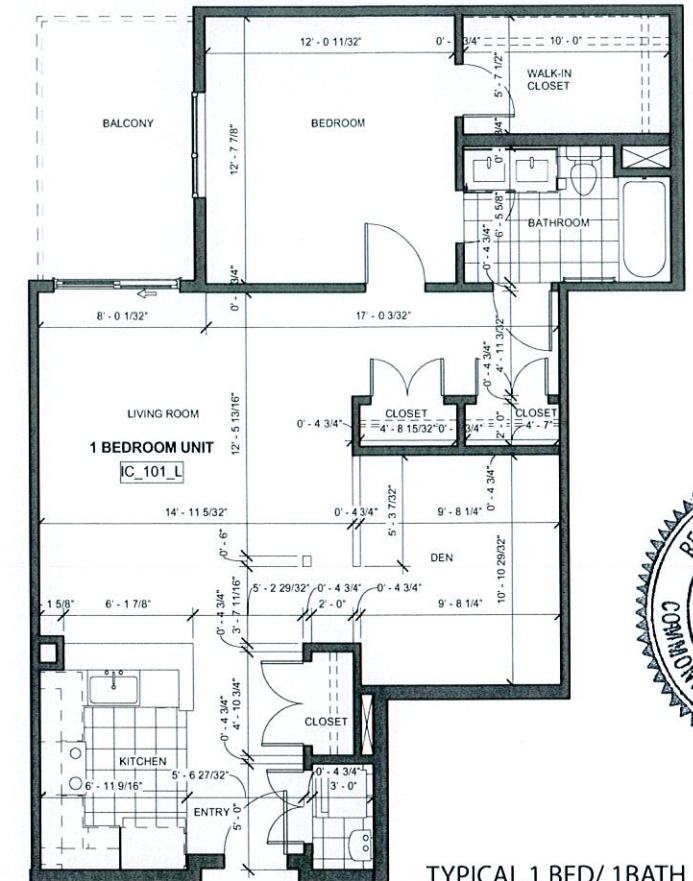 12' - 0 11/32"
0' - 3/4"
10' - 0"
5' - 7 1/2"
WALK-IN
CLOSET
BALCONY
BEDROOM
12' - 7 7/8"
6' - 5 5/8"
BATHROOM
0' - 4 3/4"
8' - 0 1/32"
17' - 0 3/32"
0' - 4 3/4"
4' - 11 3/32"
LIVING ROOM
12' - 5 13/16"
0' - 4 3/4"
CLOSET
4' - 8 15/32"
CLOSET
4' - 7"
2' - 0"
1 BEDROOM UNIT
IC_101_L
0' - 4 3/4"
14' - 11 5/32"
0' - 4 3/4"
5' - 3 7/32"
9' - 8 1/4"
DEN
10' - 10 29/32"
0' - 6"
5' - 2 29/32"
0' - 4 3/4"
0' - 4 3/4"
1 5/8"
6' - 1 7/8"
3' - 7 11/16"
2' - 0"
9' - 8 1/4"
0' - 4 3/4"
4' - 10 3/4"
0' - 4 3/4"
CLOSET
KITCHEN
5' - 6 27/32"
0' - 4 3/4"
6' - 11 9/16"
3' - 0"
ENTRY
5' - 0"
TYPICAL 1 BED/ 1BATH